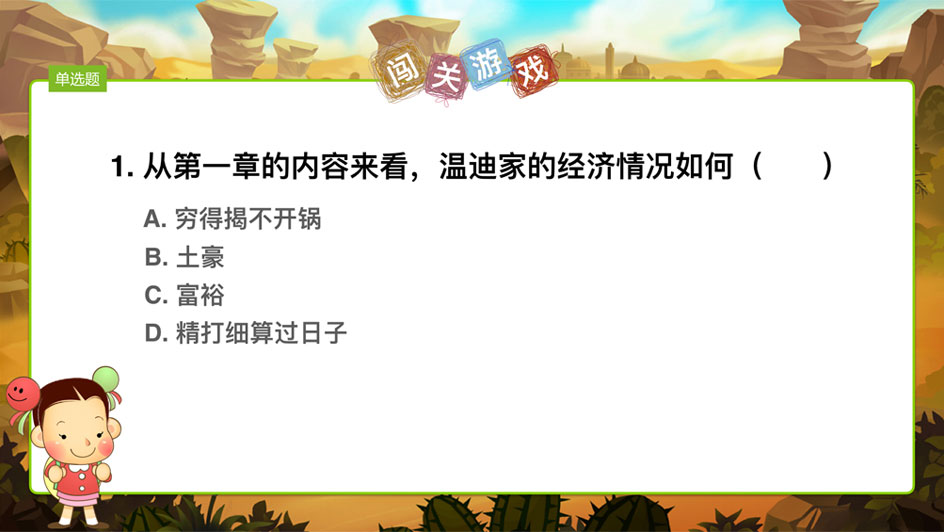 闯关游戏
单选题
1. 从第一章的内容来看，温迪家的经济情况如何（　　）
A. 穷得揭不开锅
B. 土豪
C. 富裕
D. 精打细算过日子